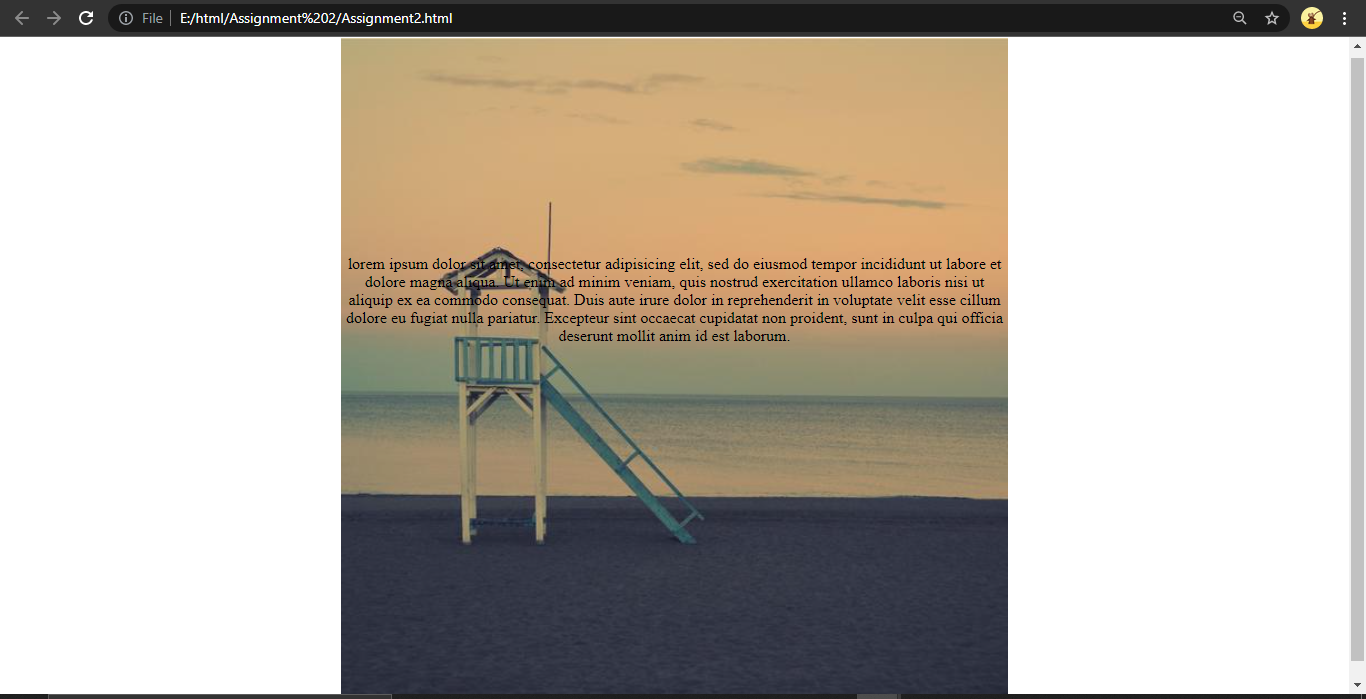 File
E:/html/Assignment%202/Assignment2.html
lorem ipsum dolor sit amet, consectetur adipisicing elit, sed do eiusmod tempor incididunt ut labore et
dolore magna aliqua. Ut enim ad minim veniam, quis nostrud exercitation ullamco laboris nisi ut
aliquip ex ea commodo consequat. Duis aute irure dolor in reprehenderit in voluptate velit esse cillum
dolore eu fugiat nulla pariatur. Excepteur sint occaecat cupidatat non proident, sunt in culpa qui officia
deserunt mollit anim id est laborum.